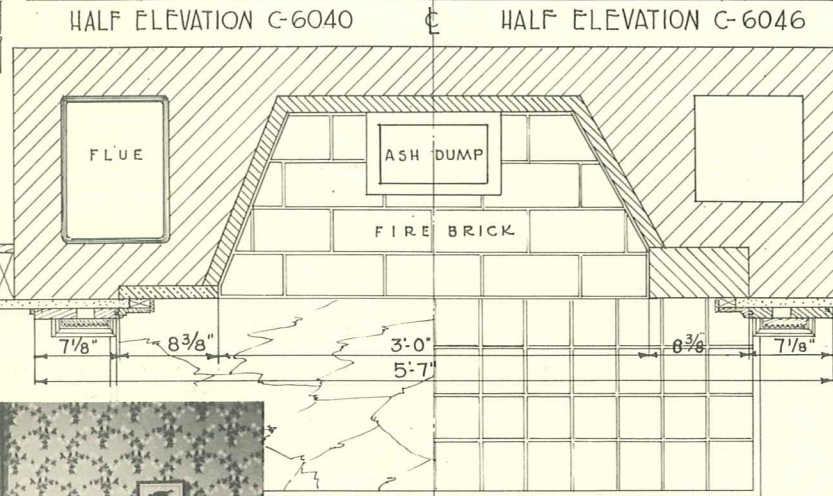 HALF ELEVATION C-6040 ℄ HALF ELEVATION C-6046
FLUE
ASH DUMP
FIRE BRICK
7 1/8" 8 3/8" 3'-0" 8 3/8" 7 1/8"
5'-7"